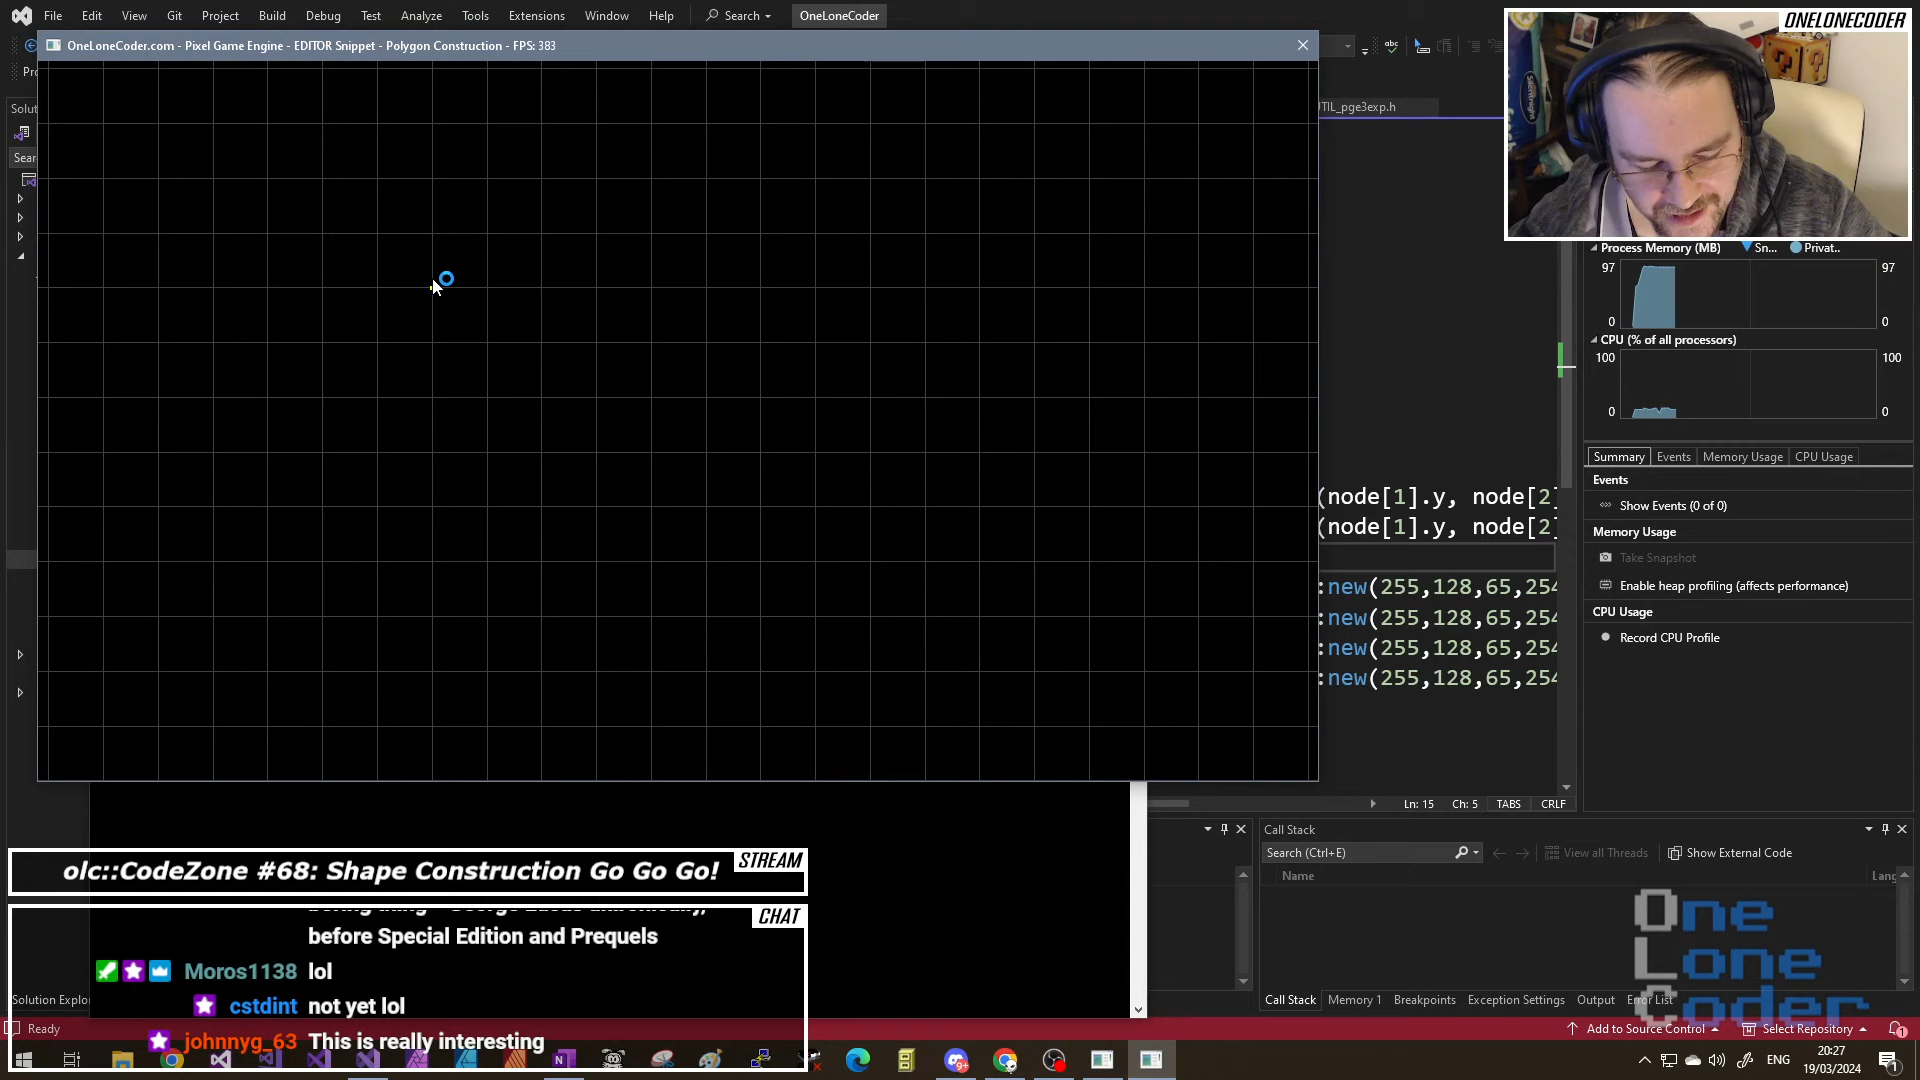 File Edit View Git Project Build Debug Test Analyze Tools Extensions Window Help Search OneLoneCoder
OneLoneCoder.com - Pixel Game Engine - EDITOR Snippet - Polygon Construction - FPS: 383
ONELONECODER
UTIL_pge3exp.h
Process Memory (MB) Sn... Privat..
97 97
0 0
CPU (% of all processors)
100 100
0 0
Summary Events Memory Usage CPU Usage
Events
Show Events (0 of 0)
Memory Usage
Take Snapshot
Enable heap profiling (affects performance)
CPU Usage
Record CPU Profile
(node[1].y, node[2]
(node[1].y, node[2]
:new(255,128,65,254
:new(255,128,65,254
:new(255,128,65,254
:new(255,128,65,254
Ln: 15 Ch: 5 TABS CRLF
Call Stack
Search (Ctrl+E) View all Threads Show External Code
Name Lang
olc::CodeZone #68: Shape Construction Go Go Go! STREAM
CHAT
before Special Edition and Prequels
Moros1138 lol
cstdint not yet lol
johnnyg_63 This is really interesting
One
Lone
Coder
Solution Explo
Call Stack Memory 1 Breakpoints Exception Settings Output Error List
Ready Add to Source Control Select Repository
ENG 20:27
19/03/2024